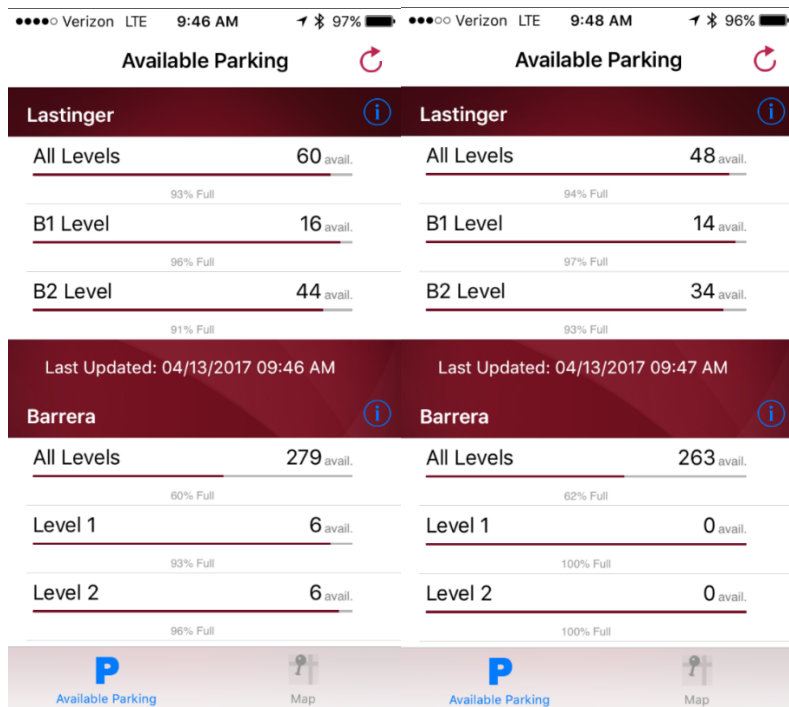 Verizon LTE 9:46 AM 97%
Available Parking
Lastinger
All Levels 60 avail.
93% Full
B1 Level 16 avail.
96% Full
B2 Level 44 avail.
91% Full
Last Updated: 04/13/2017 09:46 AM
Barrera
All Levels 279 avail.
60% Full
Level 1 6 avail.
93% Full
Level 2 6 avail.
96% Full
P
Available Parking Map
Verizon LTE 9:48 AM 96%
Available Parking
Lastinger
All Levels 48 avail.
94% Full
B1 Level 14 avail.
97% Full
B2 Level 34 avail.
93% Full
Last Updated: 04/13/2017 09:47 AM
Barrera
All Levels 263 avail.
62% Full
Level 1 0 avail.
100% Full
Level 2 0 avail.
100% Full
P
Available Parking Map